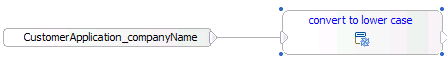 CustomerApplication_companyName
convert to lower case